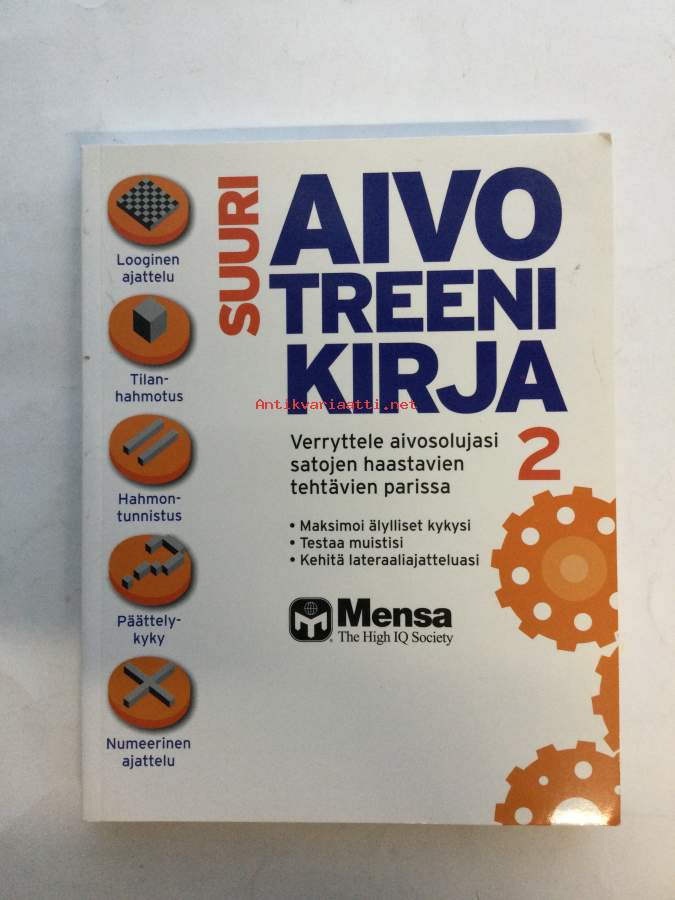 SUURI
AIVO
TREENI
KIRJA
2
Antikvariaatti.net
Verryttele aivosolujasi
satojen haastavien
tehtävien parissa
• Maksimoi älylliset kykysi
• Testaa muistisi
• Kehitä lateraaliajatteluasi
Mensa
The High IQ Society
Looginen
ajattelu
Tilan-
hahmotus
Hahmon-
tunnistus
Päättely-
kyky
Numeerinen
ajattelu